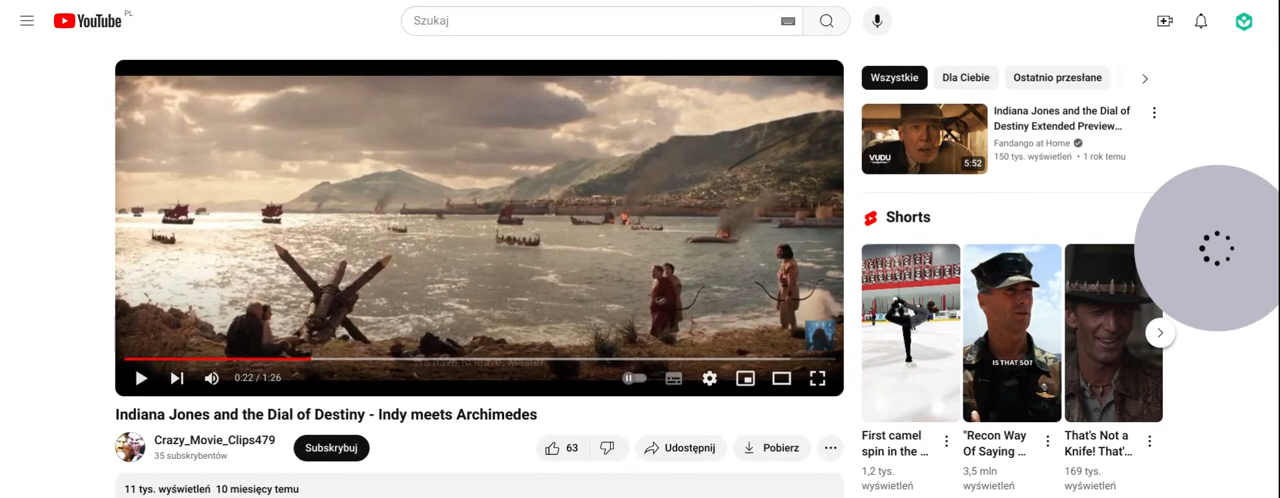 YouTube PL
Szukaj
Wszystkie
Dla Ciebie
Ostatnio przesłane
VUDU
5:52
Indiana Jones and the Dial of
Destiny Extended Preview...
Fandango at Home
150 tys. wyświetleń • 1 rok temu
Shorts
IS THAT SO?
First camel
spin in the ...
1,2 tys.
wyświetleń
"Recon Way
Of Saying ...
3,5 mln
wyświetleń
That's Not a
Knife! That'...
169 tys.
wyświetleń
0:22 / 1:26
Indiana Jones and the Dial of Destiny - Indy meets Archimedes
Crazy_Movie_Clips479
35 subskrybentów
Subskrybuj
63
Udostępnij
Pobierz
11 tys. wyświetleń 10 miesięcy temu